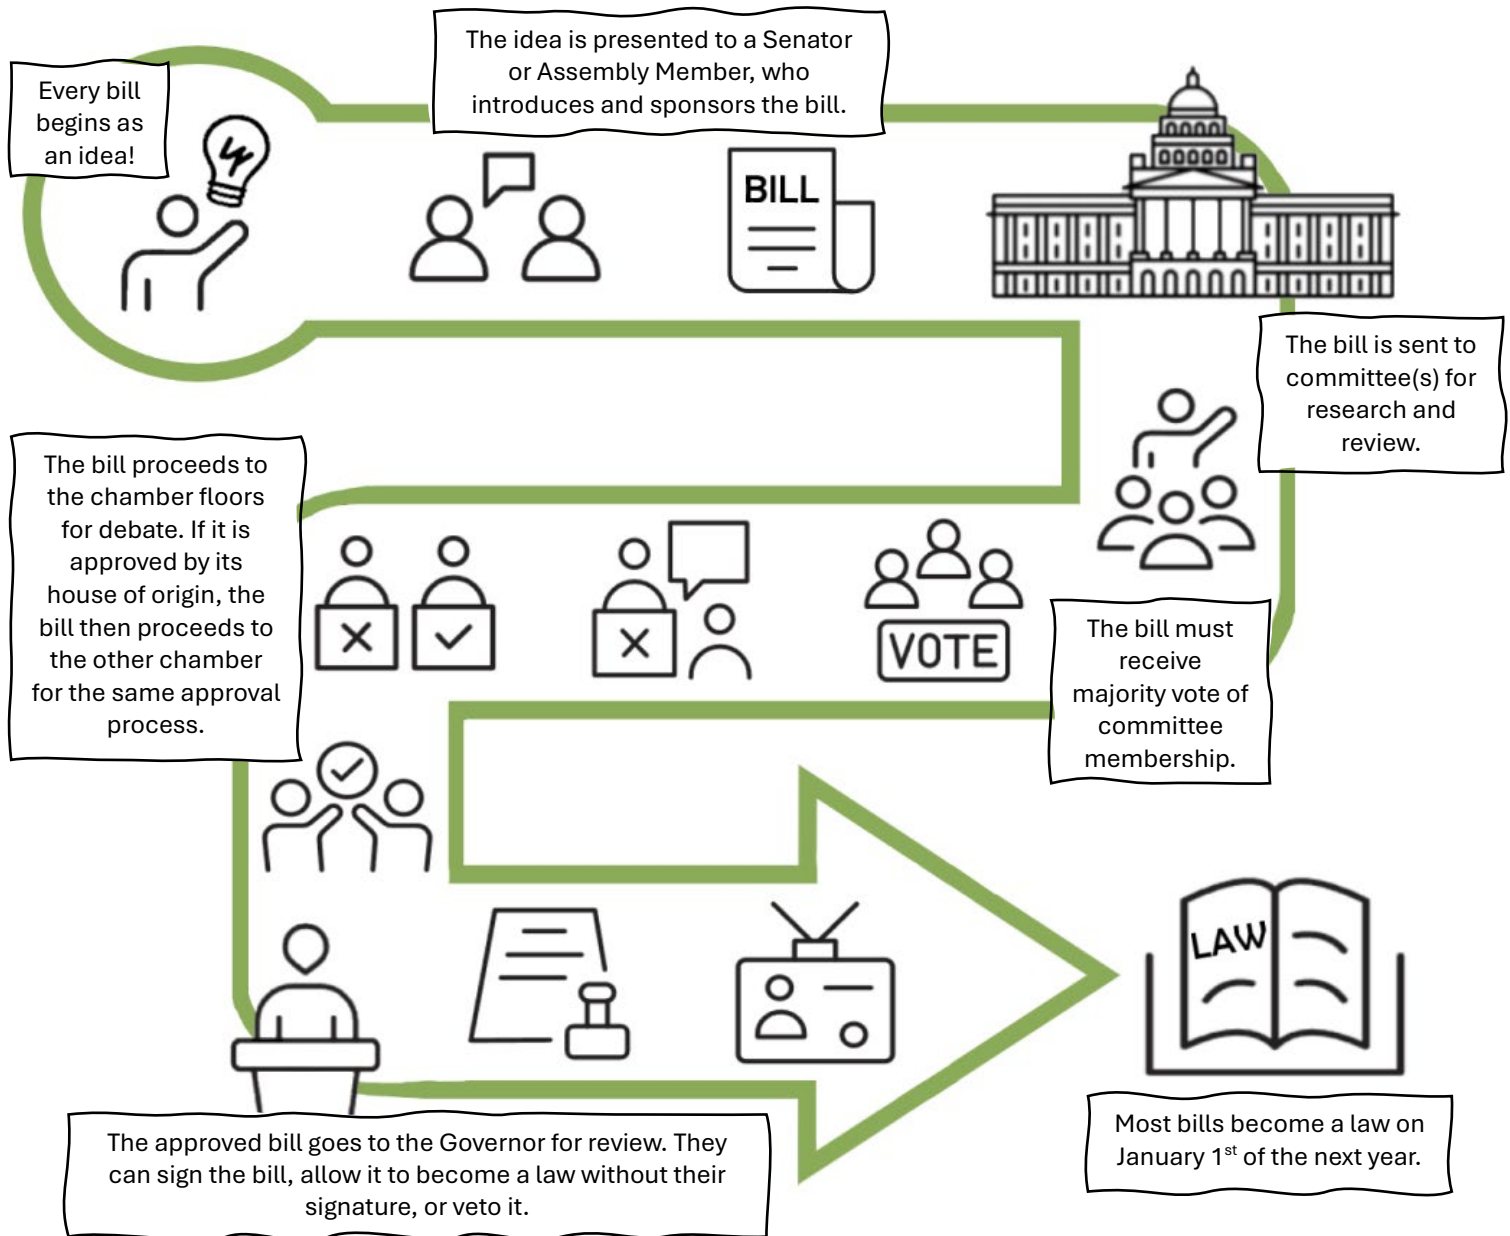 Every bill
begins as
an idea!
The idea is presented to a Senator
or Assembly Member, who
introduces and sponsors the bill.
BILL
The bill is sent to
committee(s) for
research and
review.
The bill must
receive
majority vote of
committee
membership.
VOTE
The bill proceeds to
the chamber floors
for debate. If it is
approved by its
house of origin, the
bill then proceeds to
the other chamber
for the same approval
process.
The approved bill goes to the Governor for review. They
can sign the bill, allow it to become a law without their
signature, or veto it.
LAW
Most bills become a law on
January 1st of the next year.